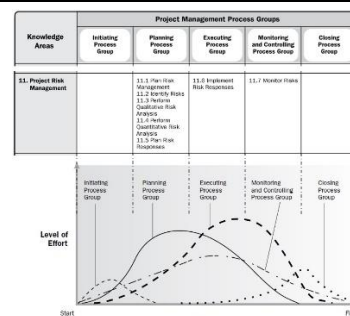 Project Management Process Groups
Knowledge
Areas
Initiating
Process
Group
Planning
Process
Group
Executing
Process
Group
Monitoring
and Controlling
Process Group
Closing
Process
Group
11. Project Risk
Management
11.1 Plan Risk
Management
11.2 Identify Risks
11.3 Perform
Qualitative Risk
Analysis
11.4 Perform
Quantitative Risk
Analysis
11.5 Plan Risk
Responses
11.6 Implement
Risk Responses
11.7 Monitor Risks
Initiating
Process
Group
Planning
Process
Group
Executing
Process
Group
Monitoring
and Controlling
Process Group
Closing
Process
Group
Level of
Effort
Start